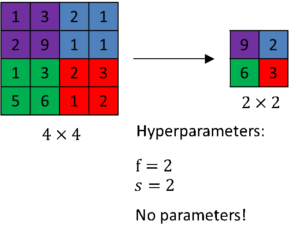 1 3 2 1
2 9 1 1
1 3 2 3
5 6 1 2
4 × 4
9 2
6 3
2 × 2
Hyperparameters:
f = 2
s = 2
No parameters!